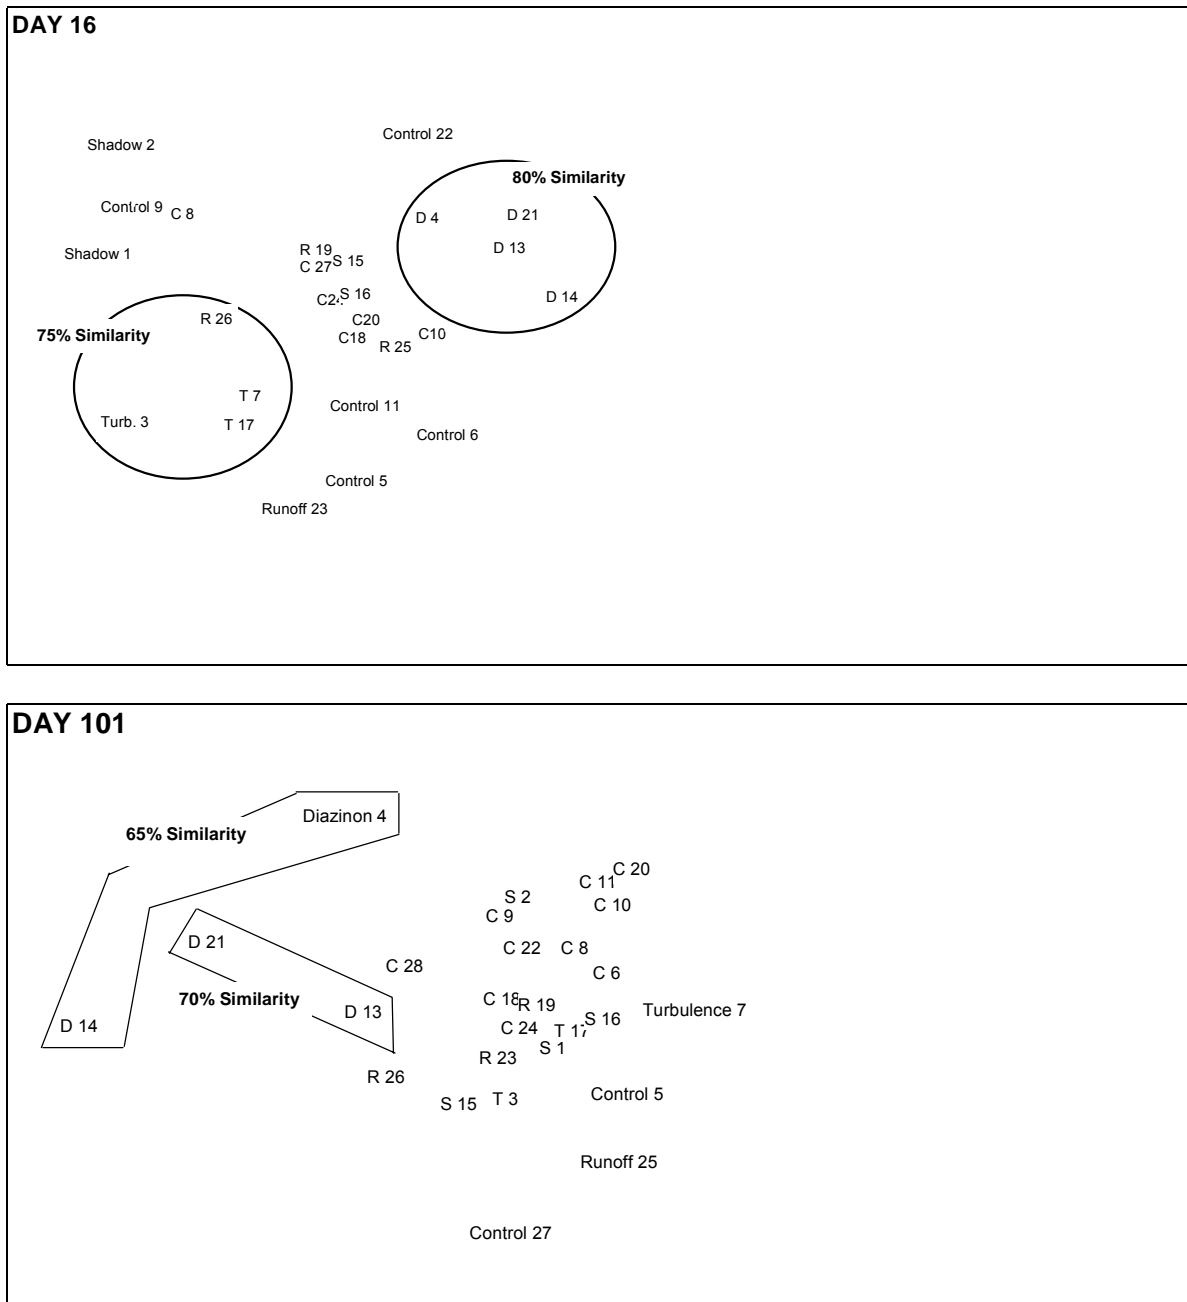 DAY 16
Control 22
Shadow 2
80% Similarity
Control 9
C 8
D 4
D 21
D 13
R 19
Shadow 1
S 15
C 27
S 16
C24
D 14
R 26
C20
75% Similarity
C18
C10
R 25
T 7
Control 11
Turb. 3
T 17
Control 6
Control 5
Runoff 23
DAY 101
Diazinon 4
65% Similarity
C 20
C 11
S 2
C 10
C 9
D 21
C 22
C 8
C 28
C 6
70% Similarity
C 18
R 19
D 13
Turbulence 7
S 16
D 14
C 24
T 17
S 1
R 23
R 26
Control 5
T 3
S 15
Runoff 25
Control 27